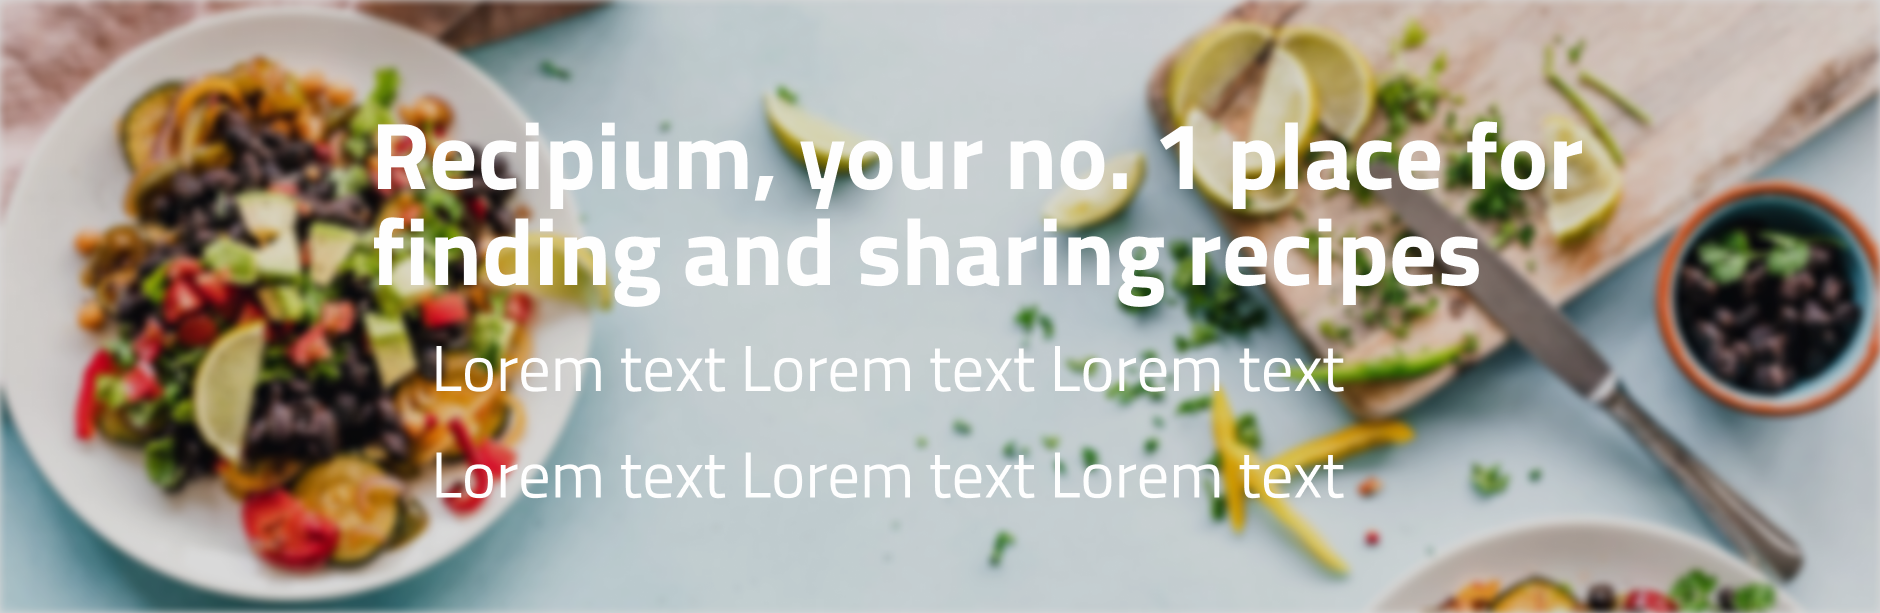 Recipium, your no. 1 place for
finding and sharing recipes
Lorem text Lorem text Lorem text
Lorem text Lorem text Lorem text